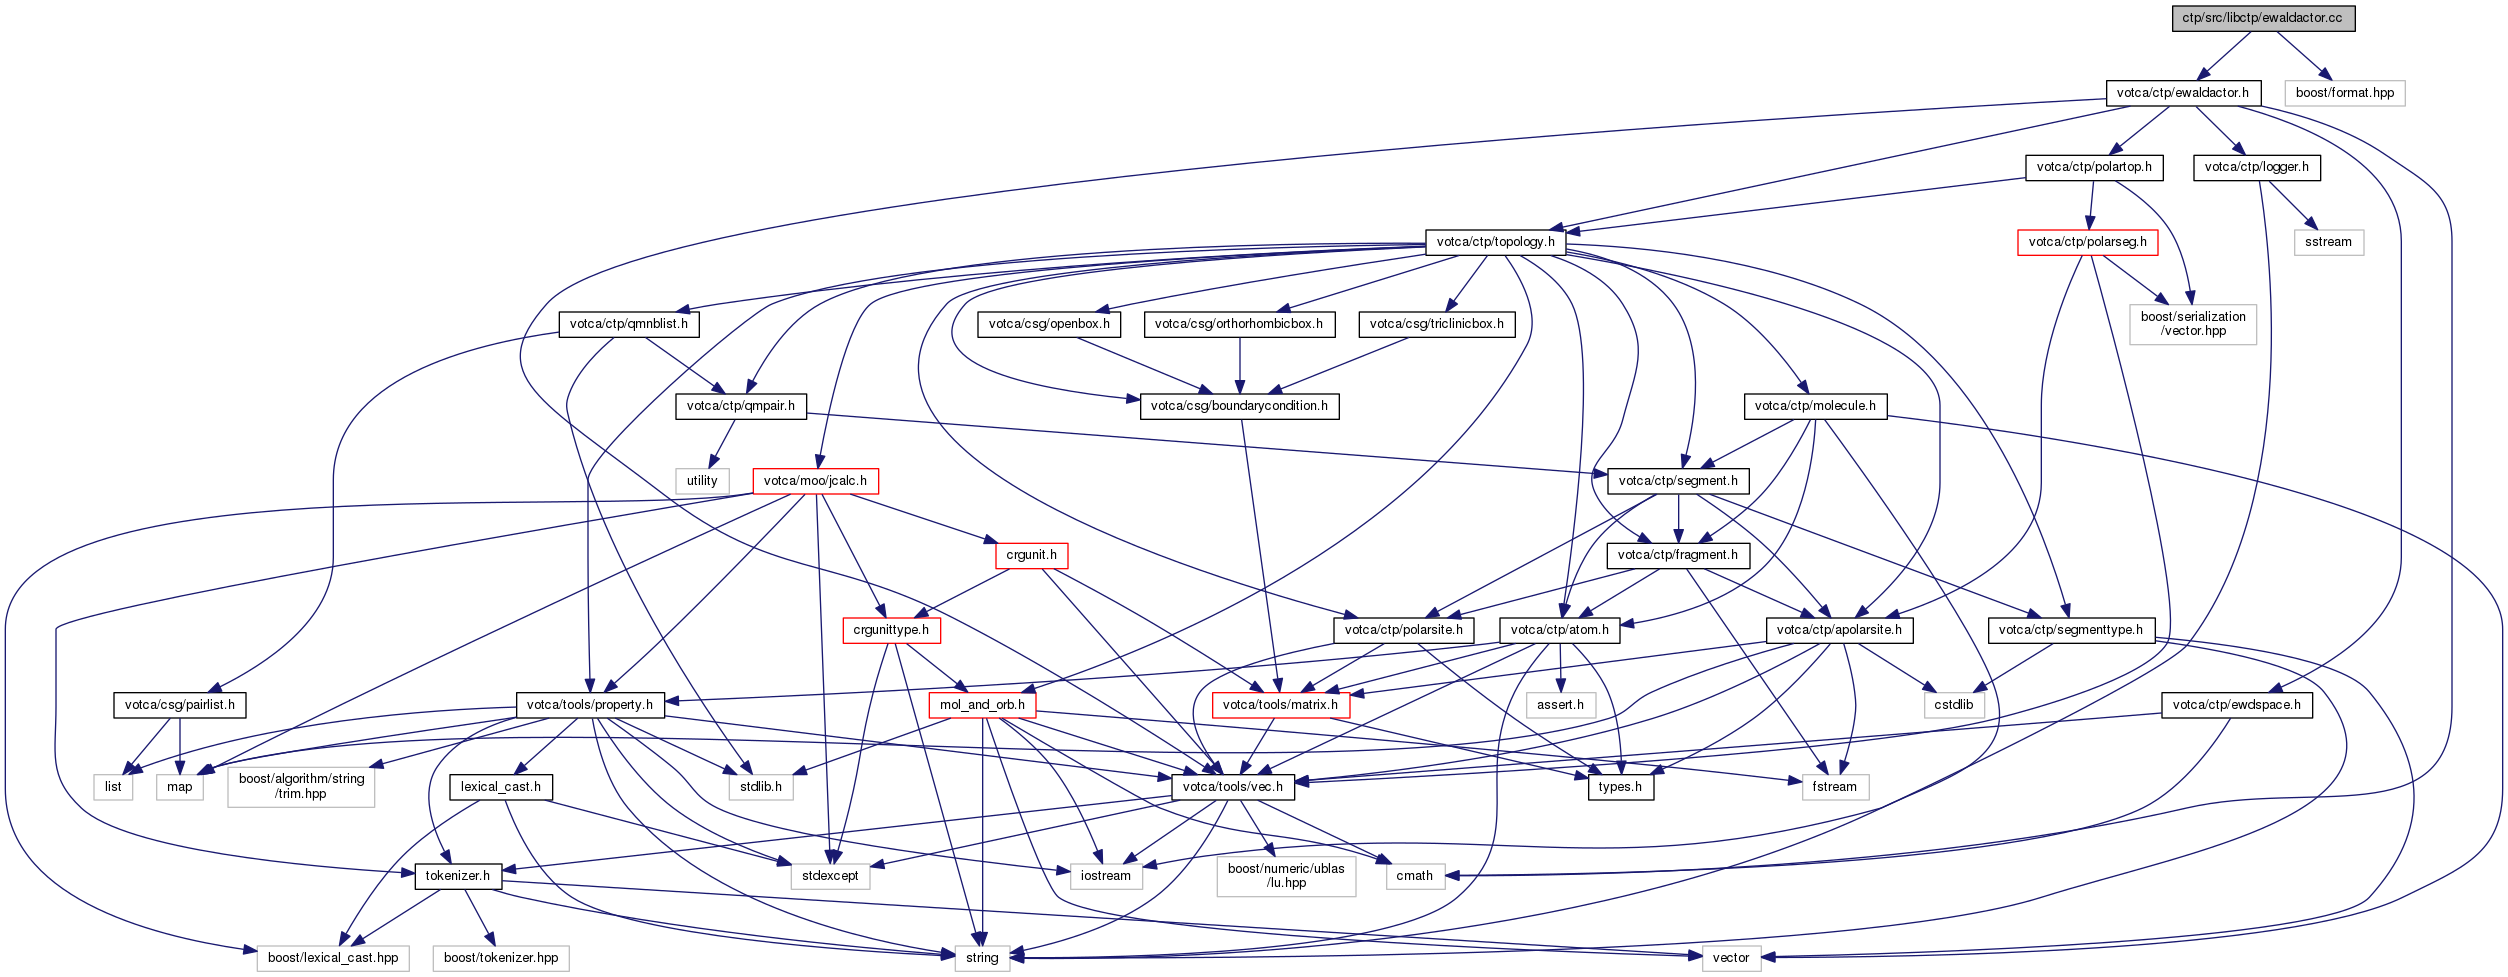 ctp/src/libctp/ewaldactor.cc
votca/ctp/ewaldactor.h
boost/format.hpp
votca/ctp/polartop.h
votca/ctp/logger.h
votca/ctp/topology.h
votca/ctp/polarseg.h
sstream
votca/ctp/qmnblist.h
votca/csg/openbox.h
votca/csg/orthorhombicbox.h
votca/csg/triclinicbox.h
boost/serialization
/vector.hpp
votca/ctp/qmpair.h
votca/csg/boundarycondition.h
votca/ctp/molecule.h
utility
votca/moo/jcalc.h
votca/ctp/segment.h
crgunit.h
votca/ctp/fragment.h
crgunittype.h
votca/ctp/polarsite.h
votca/ctp/atom.h
votca/ctp/apolarsite.h
votca/ctp/segmenttype.h
votca/csg/pairlist.h
votca/tools/property.h
mol_and_orb.h
votca/tools/matrix.h
assert.h
cstdlib
votca/ctp/ewdspace.h
list
map
boost/algorithm/string
/trim.hpp
lexical_cast.h
stdlib.h
votca/tools/vec.h
types.h
fstream
tokenizer.h
stdexcept
iostream
boost/numeric/ublas
/lu.hpp
cmath
boost/lexical_cast.hpp
boost/tokenizer.hpp
string
vector